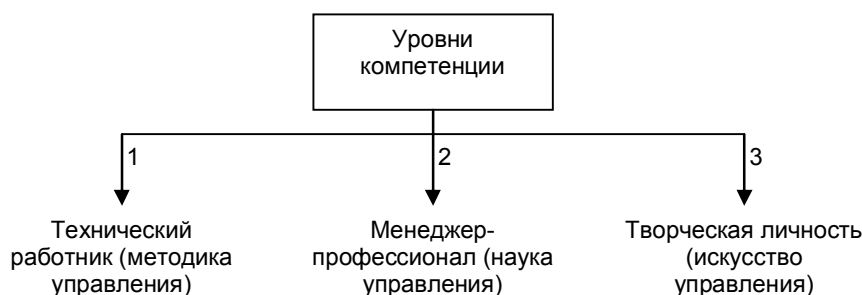 Уровни
компетенции
1
2
3
Технический
работник (методика
управления)
Менеджер-
профессионал (наука
управления)
Творческая личность
(искусство
управления)